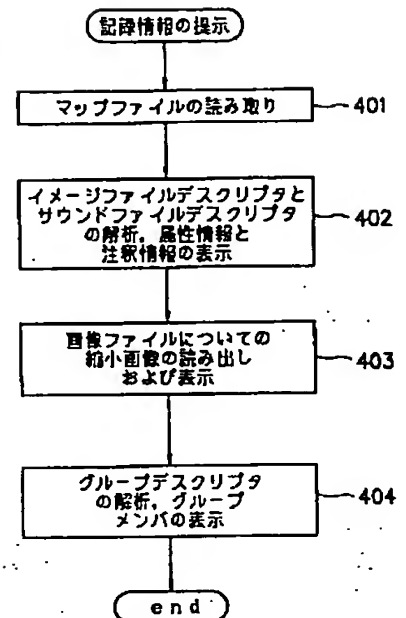 記録情報の提示
マップファイルの読み取り
401
イメージファイルデスクリプタと
サウンドファイルデスクリプタ
の解析，属性情報と
注釈情報の表示
402
画像ファイルについての
縮小画像の読み出し
および表示
403
グループデスクリプタ
の解析，グループ
メンバの表示
404
end